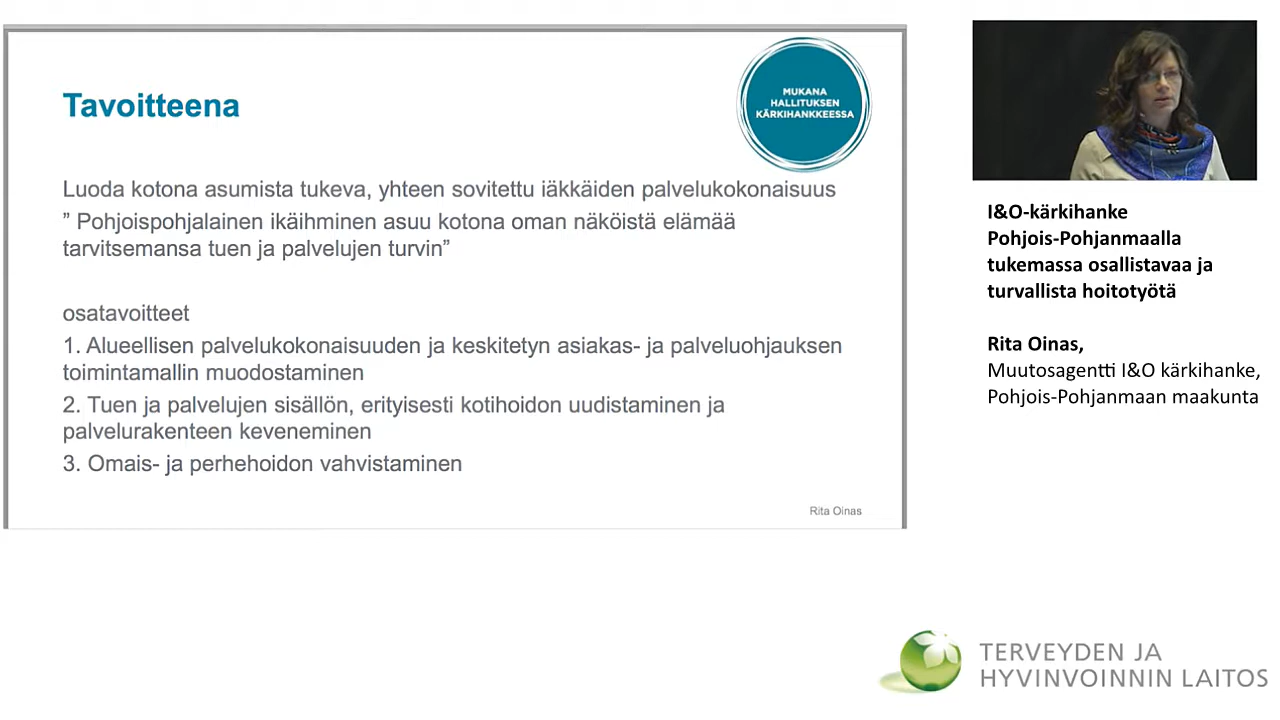 Tavoitteena
MUKANA
HALLITUKSEN
KÄRKIHANKKEESSA
Luoda kotona asumista tukeva, yhteen sovitettu iäkkäiden palvelukokonaisuus
” Pohjoispohjalainen ikäihminen asuu kotona oman näköistä elämää
tarvitsemansa tuen ja palvelujen turvin”
osatavoitteet
1. Alueellisen palvelukokonaisuuden ja keskitetyn asiakas- ja palveluohjauksen
toimintamallin muodostaminen
2. Tuen ja palvelujen sisällön, erityisesti kotihoidon uudistaminen ja
palvelurakenteen keveneminen
3. Omais- ja perhehoidon vahvistaminen
Rita Oinas
I&O-kärkihanke
Pohjois-Pohjanmaalla
tukemassa osallistavaa ja
turvallista hoitotyötä
Rita Oinas,
Muutosagentti I&O kärkihanke,
Pohjois-Pohjanmaan maakunta
TERVEYDEN JA
HYVINVOINNIN LAITOS